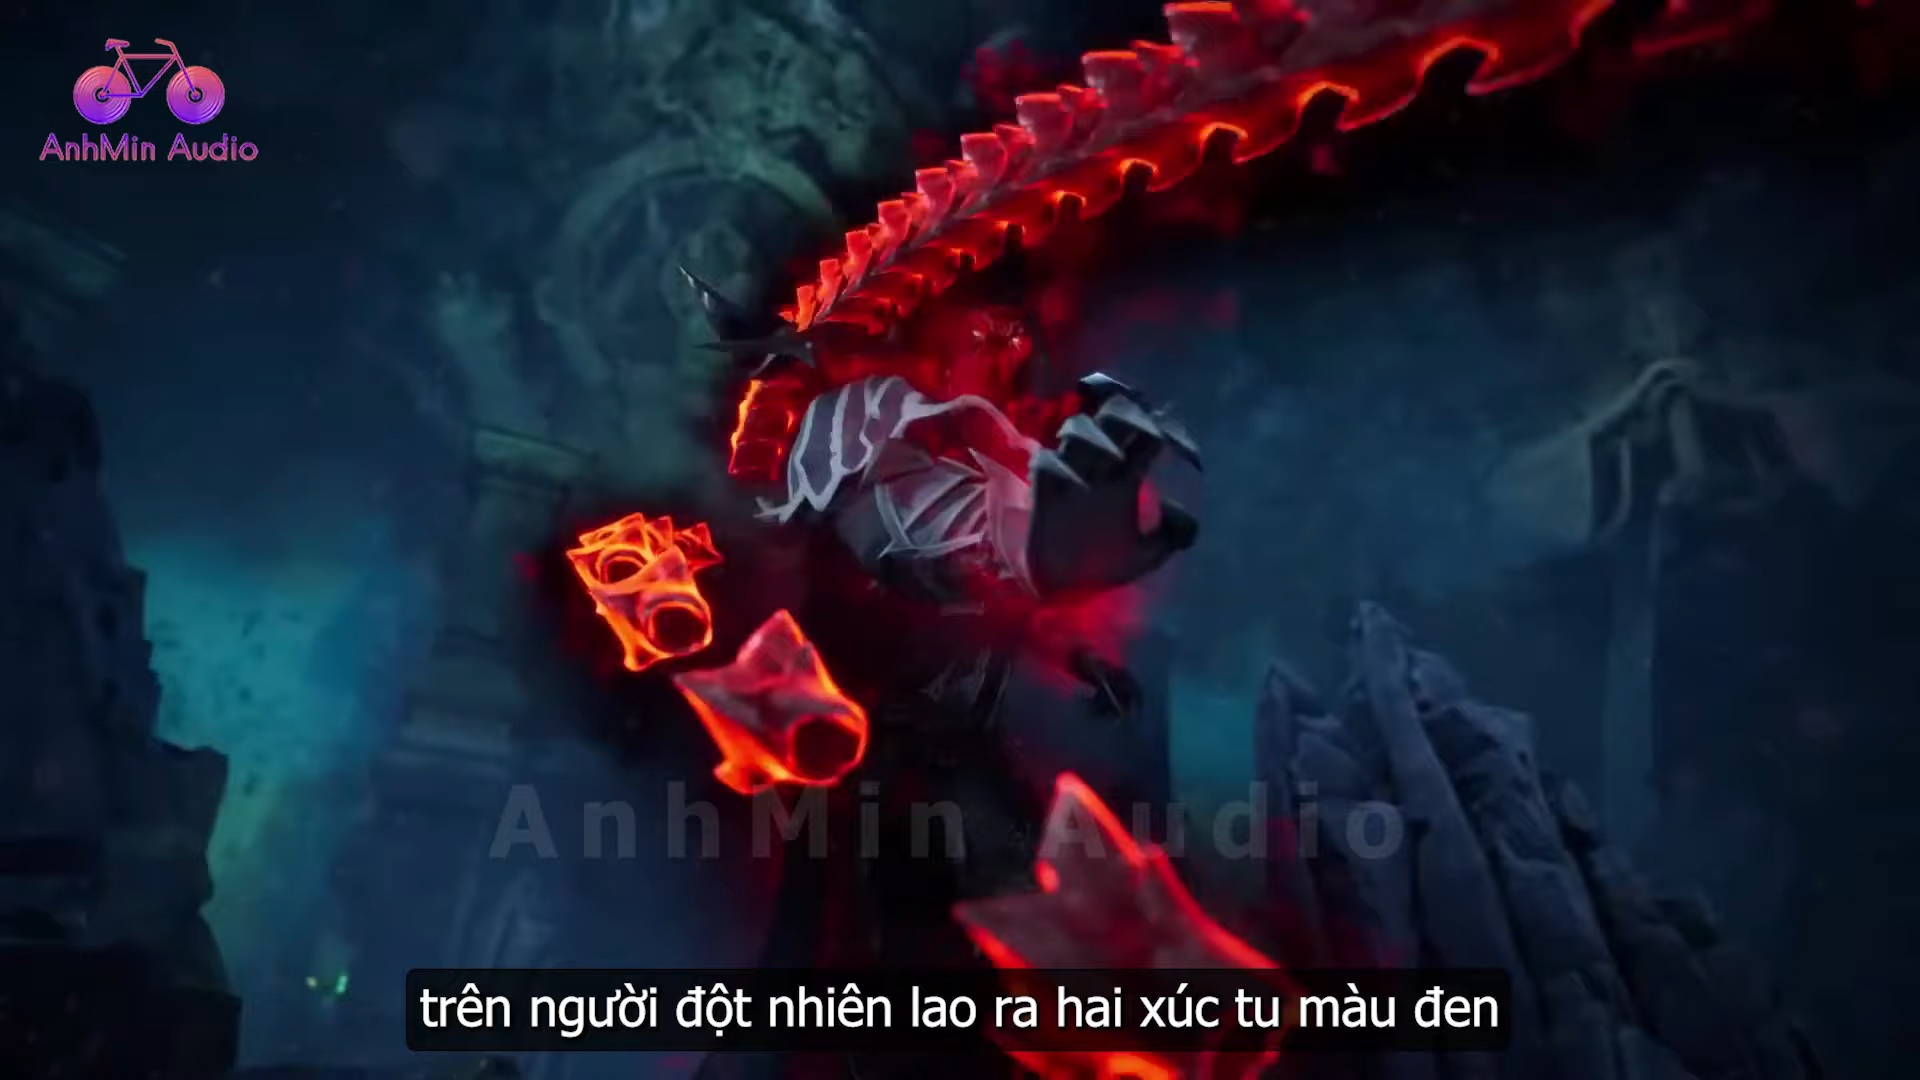 AnhMin Audio
AnhMin Audio
trên người đột nhiên lao ra hai xúc tu màu đen